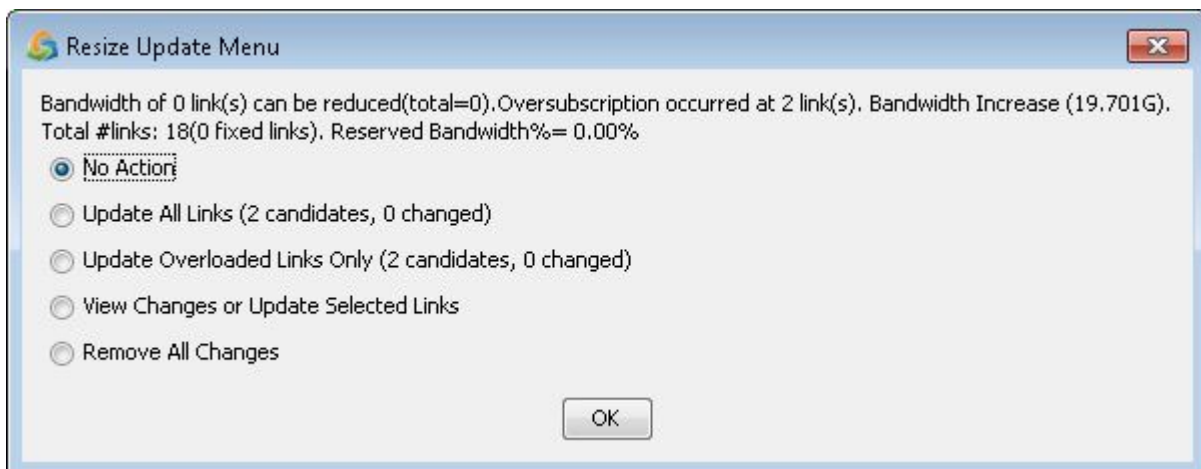 Resize Update Menu
Bandwidth of 0 link(s) can be reduced(total=0).Oversubscription occurred at 2 link(s). Bandwidth Increase (19.701G).
Total #links: 18(0 fixed links). Reserved Bandwidth%= 0.00%
No Action
Update All Links (2 candidates, 0 changed)
Update Overloaded Links Only (2 candidates, 0 changed)
View Changes or Update Selected Links
Remove All Changes
OK